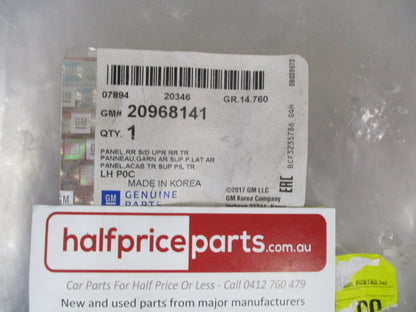 07894 20346 GR.14.760
GM# 20968141
QTY. 1
PANEL,RR S/D UPR RR TR
PANNEAU,GARN AR SUP P.LAT AR
PANEL,ACAB TR SUP P/L TR
LH P0C
MADE IN KOREA
GM GENUINE
PARTS
©2017 GM LLC
GM Korea Company
EAC
GM
halfpriceparts.com.au
Car Parts For Half Price Or Less - Call 0412 760 479
New and used parts from major manufacturers